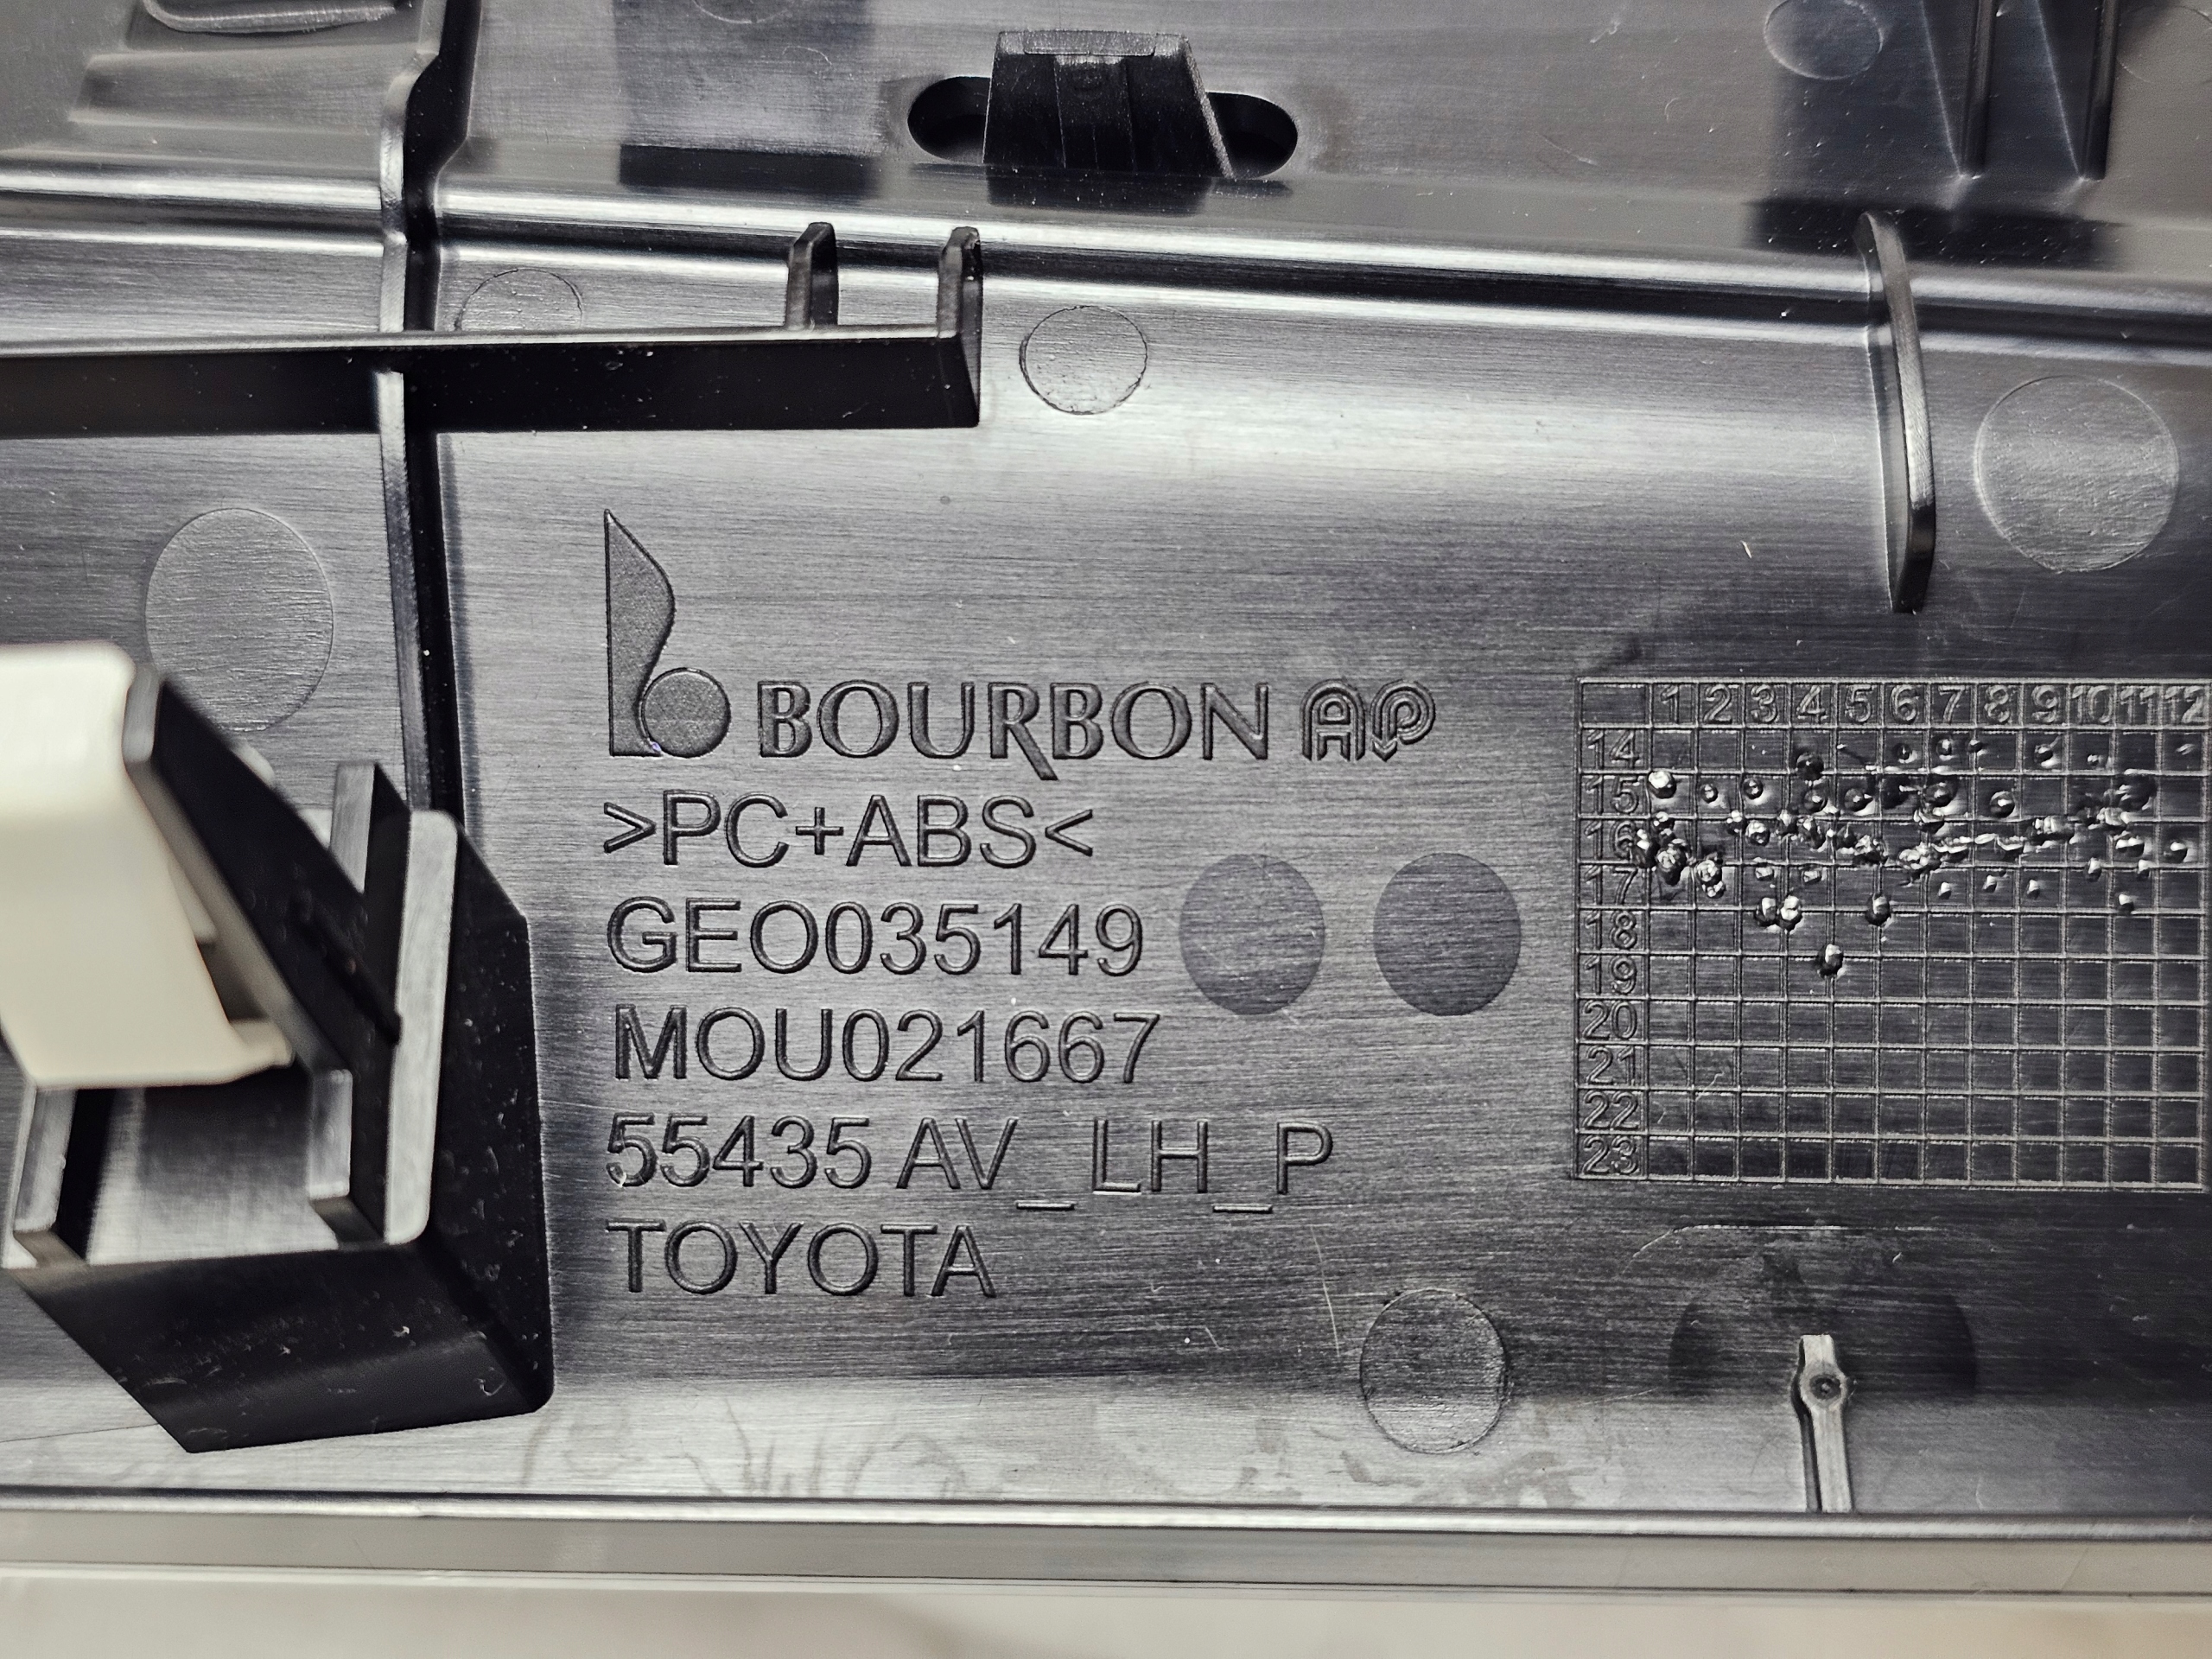 BOURBON AP
>PC+ABS<
GEO035149
MOU021667
55435 AV_LH_P
TOYOTA
1 2 3 4 5 6 7 8 9 10 11 12
14
15
16
17
18
19
20
21
22
23